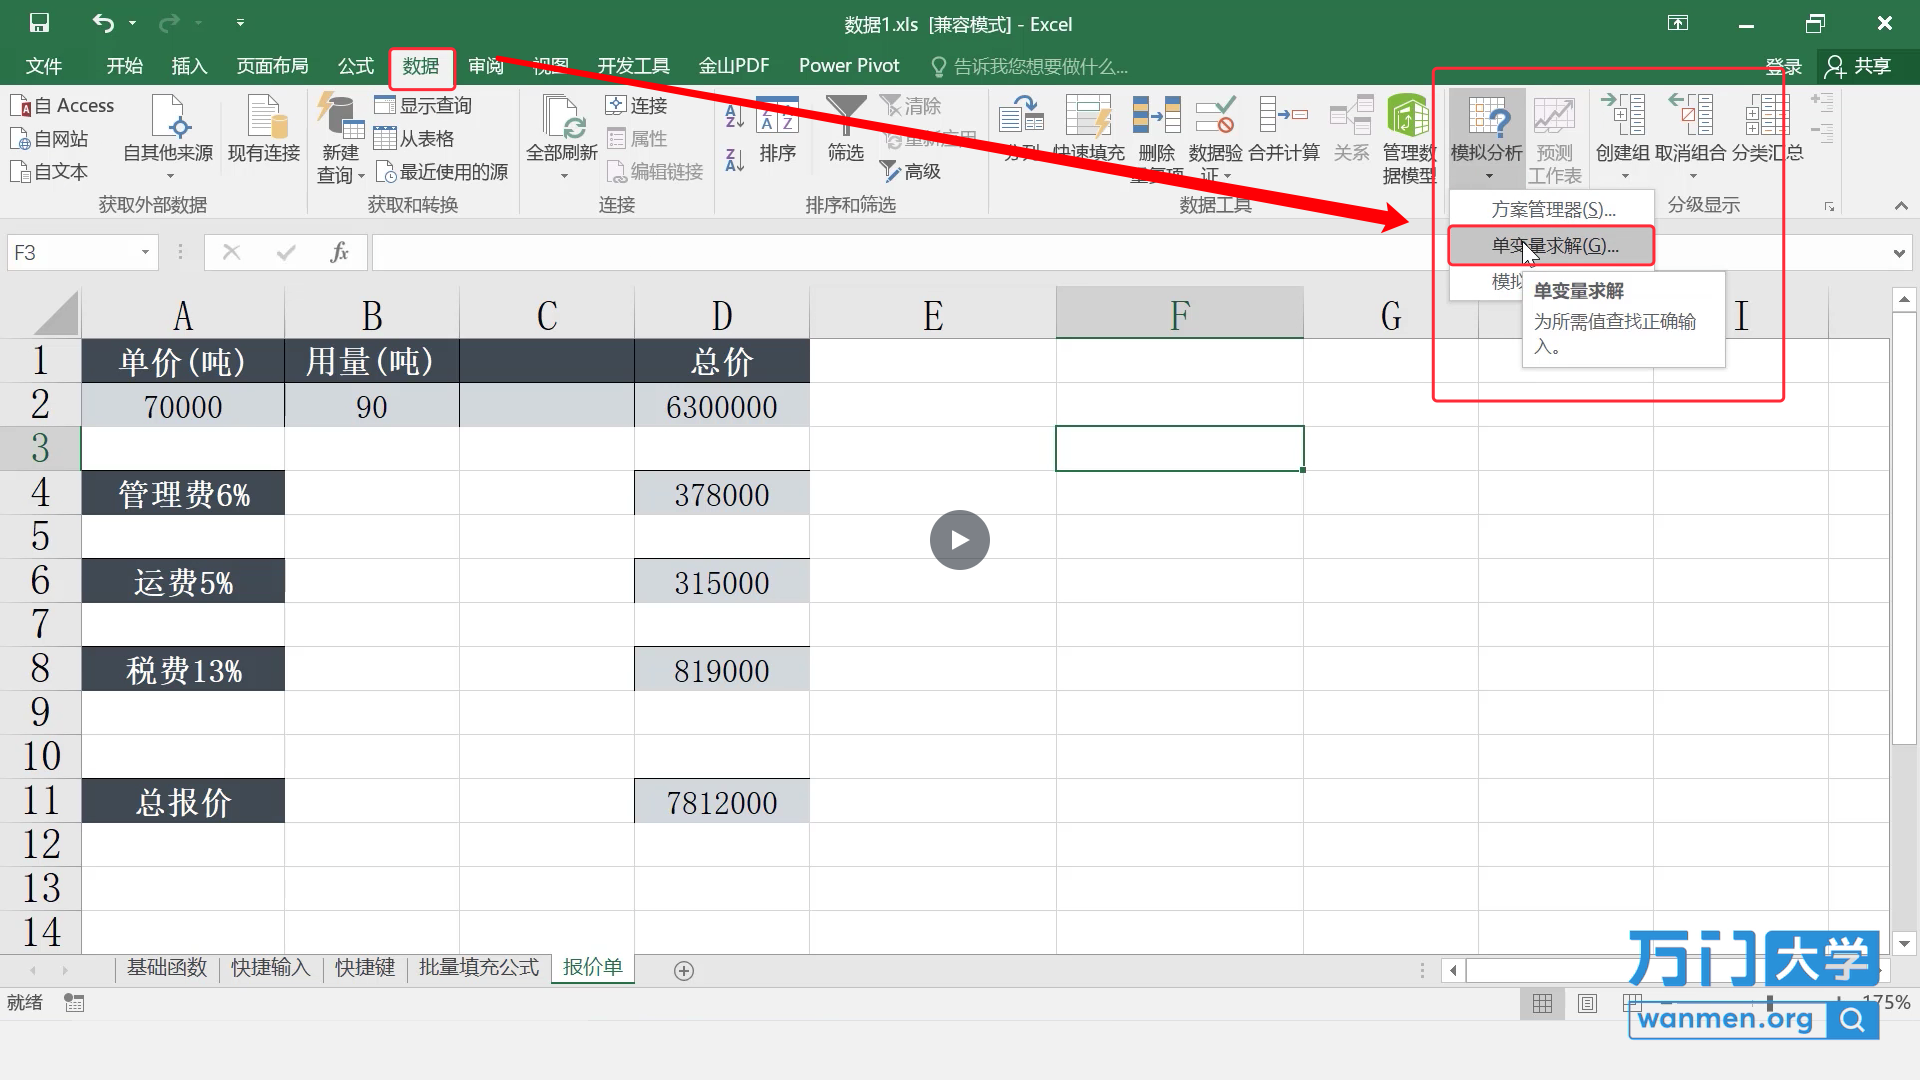 数据1.xls [兼容模式] - Excel
文件 开始 插入 页面布局 公式 数据 审阅 视图 开发工具 金山PDF Power Pivot 告诉我您想要做什么... 登录 共享
自 Access
自网站
自文本
自其他来源
现有连接
获取外部数据
新建
查询
显示查询
从表格
最近使用的源
获取和转换
全部刷新
连接
属性
编辑链接
连接
排序
筛选
清除
重新应用
高级
排序和筛选
分列
快速填充
删除
重复项
数据验
证
合并计算
关系
管理数
据模型
数据工具
模拟分析
预测
工作表
创建组
取消组合
分类汇总
分级显示
方案管理器(S)...
单变量求解(G)...
模拟
单变量求解
为所需值查找正确输
入。
F3
fx
A B C D E F G I
1 单价(吨) 用量(吨) 总价
2 70000 90 6300000
3
4 管理费6% 378000
5
6 运费5% 315000
7
8 税费13% 819000
9
10
11 总报价 7812000
12
13
14
基础函数 快捷输入 快捷键 批量填充公式 报价单
就绪
175%
万门大学
wanmen.org